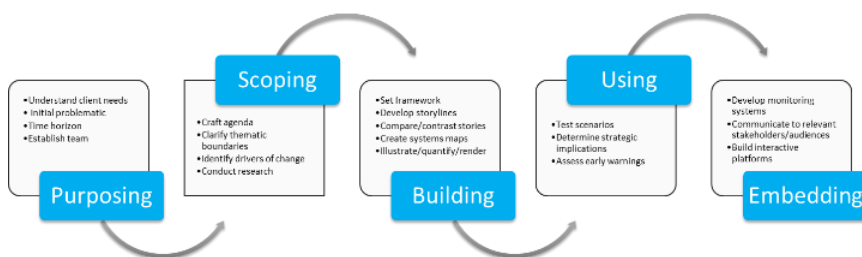 •Understand client needs
• Initial problematic
•Time horizon
•Establish team
Purposing
Scoping
•Craft agenda
•Clarify thematic
boundaries
•Identify drivers of change
•Conduct research
•Set framework
•Develop storylines
•Compare/contrast stories
•Create systems maps
•Illustrate/quantify/render
Building
Using
•Test scenarios
•Determine strategic
implications
•Assess early warnings
•Develop monitoring
systems
•Communicate to relevant
stakeholders/audiences
•Build interactive
platforms
Embedding